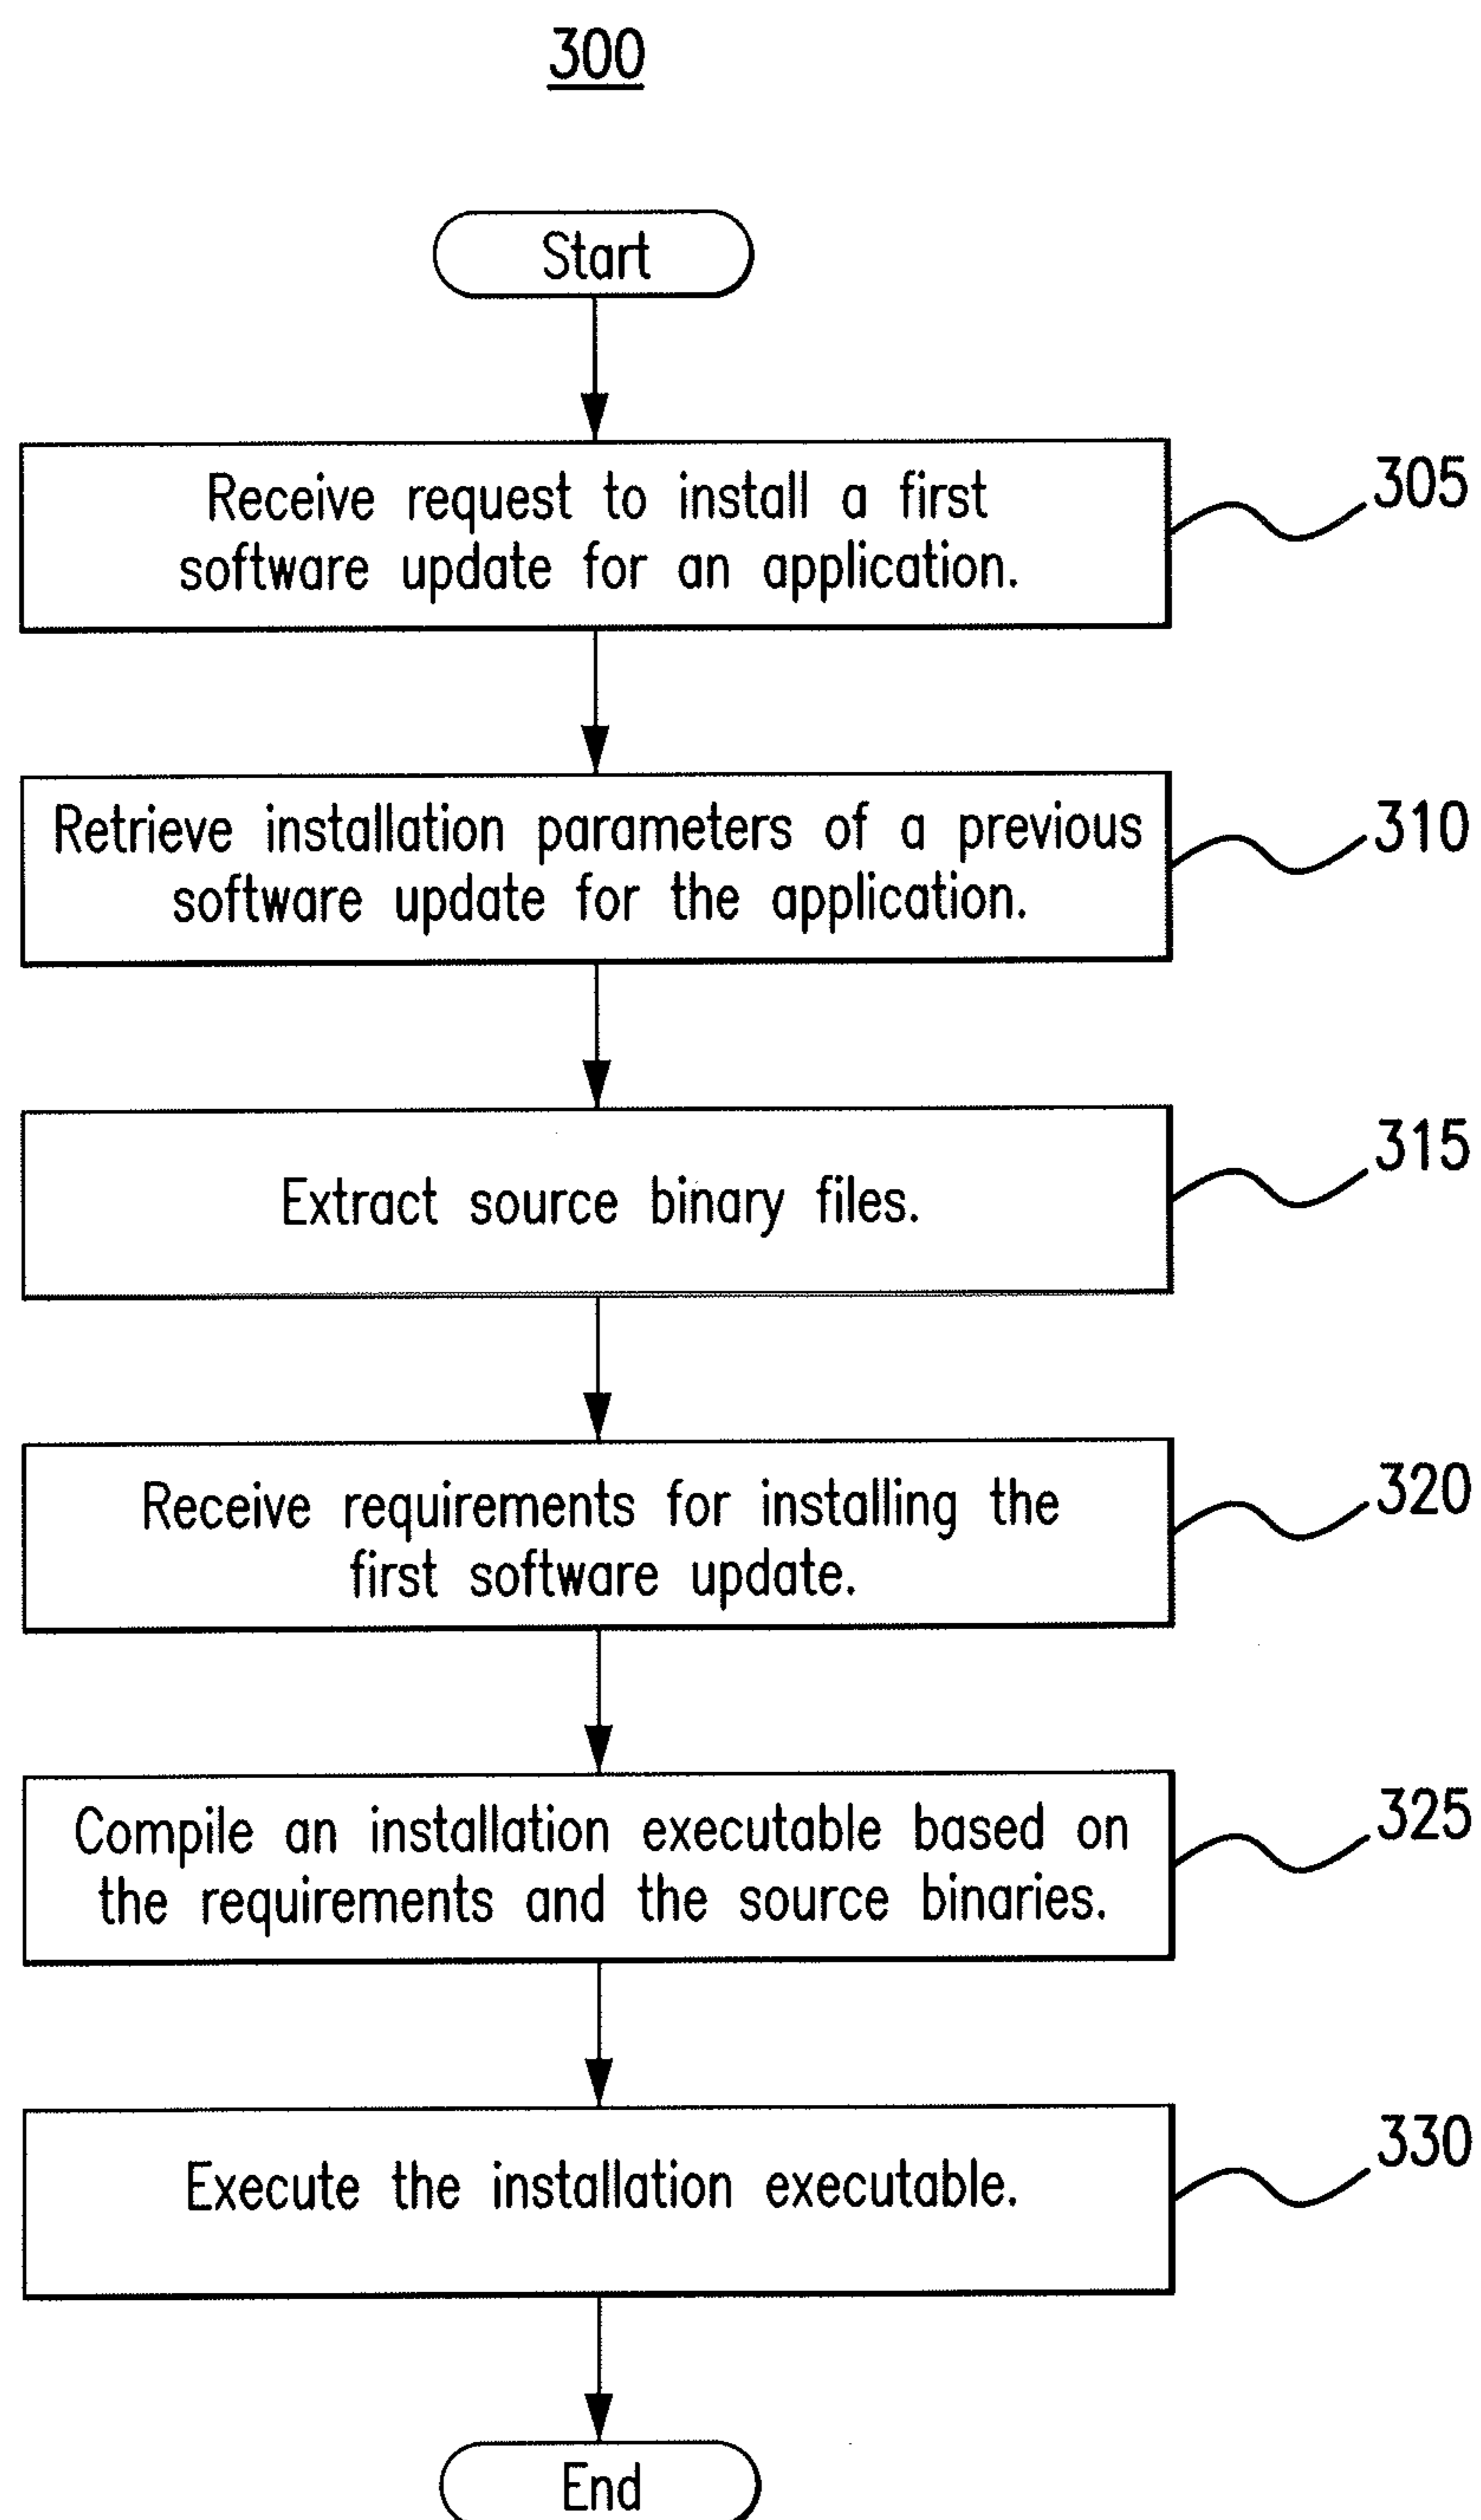 300
Start
Receive request to install a first
software update for an application.
305
Retrieve installation parameters of a previous
software update for the application.
310
Extract source binary files.
315
Receive requirements for installing the
first software update.
320
Compile an installation executable based on
the requirements and the source binaries.
325
Execute the installation executable.
330
End